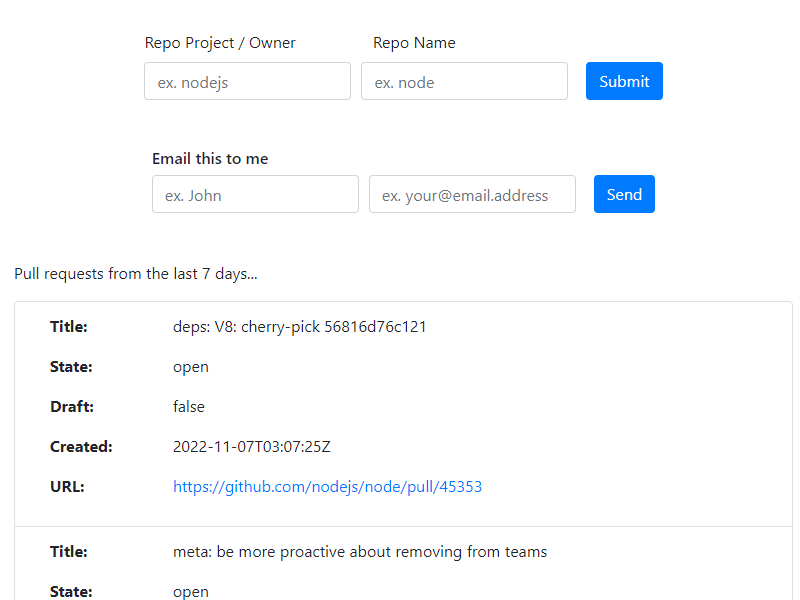 Repo Project / Owner Repo Name
ex. nodejs ex. node Submit
Email this to me
ex. John ex. your@email.address Send
Pull requests from the last 7 days...
Title: deps: V8: cherry-pick 56816d76c121
State: open
Draft: false
Created: 2022-11-07T03:07:25Z
URL: https://github.com/nodejs/node/pull/45353
Title: meta: be more proactive about removing from teams
State: open